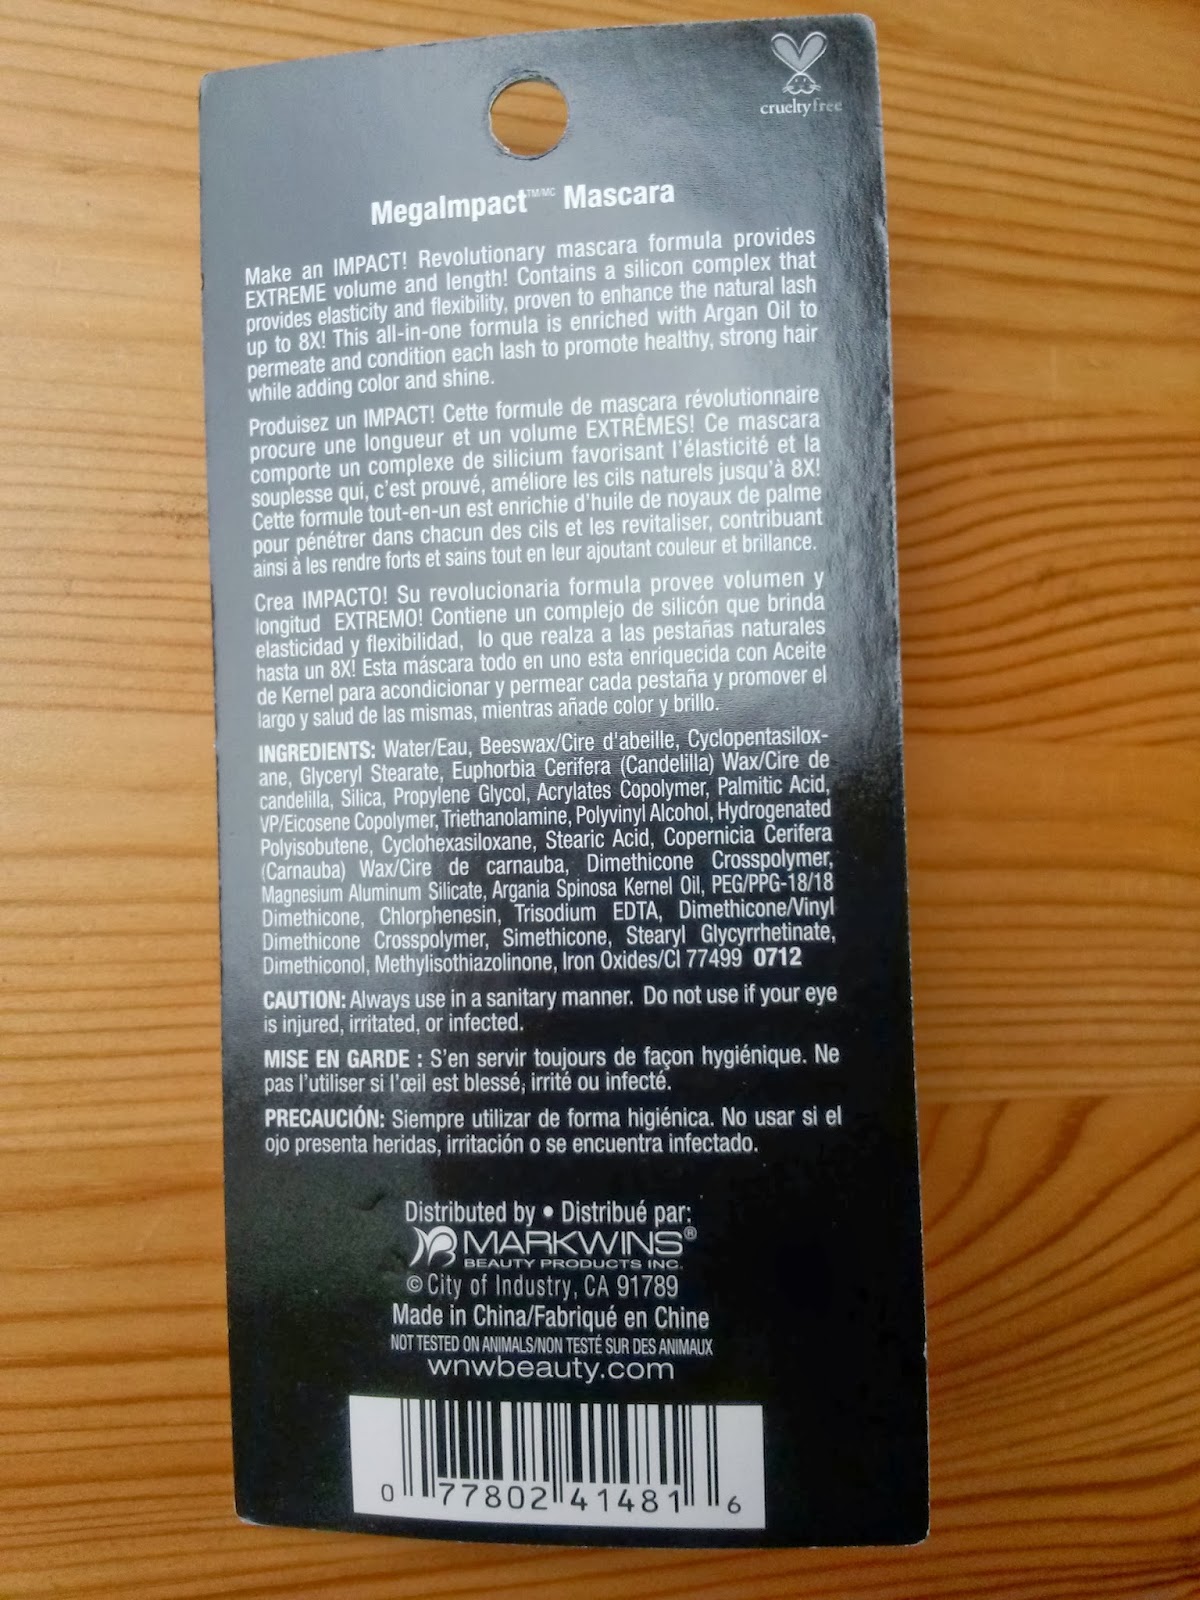 crueltyfree
MegaImpact™/MC Mascara
Make an IMPACT! Revolutionary mascara formula provides
EXTREME volume and length! Contains a silicon complex that
provides elasticity and flexibility, proven to enhance the natural lash
up to 8X! This all-in-one formula is enriched with Argan Oil to
permeate and condition each lash to promote healthy, strong hair
while adding color and shine.
Produisez un IMPACT! Cette formule de mascara révolutionnaire
procure une longueur et un volume EXTRÊMES! Ce mascara
comporte un complexe de silicium favorisant l'élasticité et la
souplesse qui, c'est prouvé, améliore les cils naturels jusqu'à 8X!
Cette formule tout-en-un est enrichie d'huile de noyaux de palme
pour pénétrer dans chacun des cils et les revitaliser, contribuant
ainsi à les rendre forts et sains tout en leur ajoutant couleur et brillance.
Crea IMPACTO! Su revolucionaria formula provee volumen y
longitud EXTREMO! Contiene un complejo de silicón que brinda
elasticidad y flexibilidad, lo que realza a las pestañas naturales
hasta un 8X! Esta máscara todo en uno esta enriquecida con Aceite
de Kernel para acondicionar y permear cada pestaña y promover el
largo y salud de las mismas, mientras añade color y brillo.
INGREDIENTS: Water/Eau, Beeswax/Cire d'abeille, Cyclopentasilox-
ane, Glyceryl Stearate, Euphorbia Cerifera (Candelilla) Wax/Cire de
candelilla, Silica, Propylene Glycol, Acrylates Copolymer, Palmitic Acid,
VP/Eicosene Copolymer, Triethanolamine, Polyvinyl Alcohol, Hydrogenated
Polyisobutene, Cyclohexasiloxane, Stearic Acid, Copernicia Cerifera
(Carnauba) Wax/Cire de carnauba, Dimethicone Crosspolymer,
Magnesium Aluminum Silicate, Argania Spinosa Kernel Oil, PEG/PPG-18/18
Dimethicone, Chlorphenesin, Trisodium EDTA, Dimethicone/Vinyl
Dimethicone Crosspolymer, Simethicone, Stearyl Glycyrrhetinate,
Dimethiconol, Methylisothiazolinone, Iron Oxides/CI 77499 0712
CAUTION: Always use in a sanitary manner. Do not use if your eye
is injured, irritated, or infected.
MISE EN GARDE : S'en servir toujours de façon hygiénique. Ne
pas l'utiliser si l'œil est blessé, irrité ou infecté.
PRECAUCIÓN: Siempre utilizar de forma higiénica. No usar si el
ojo presenta heridas, irritación o se encuentra infectado.
Distributed by • Distribué par:
MARKWINS®
BEAUTY PRODUCTS INC.
© City of Industry, CA 91789
Made in China/Fabriqué en Chine
NOT TESTED ON ANIMALS/NON TESTÉ SUR DES ANIMAUX
wnwbeauty.com
0 77802 41481 6